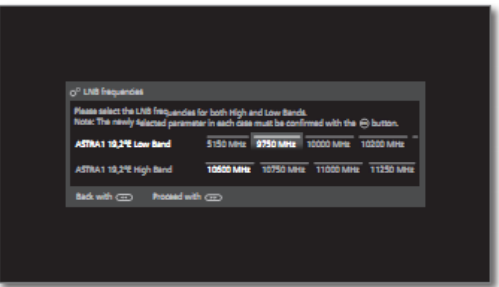 LNB frequencies
Please select the LNB frequencies for both High and Low Bands.
Note: The newly selected parameter in each case must be confirmed with the button.
ASTRA1 19,2°E Low Band 5150 MHz 9750 MHz 10000 MHz 10200 MHz
ASTRA1 19,2°E High Band 10600 MHz 10750 MHz 11000 MHz 11250 MHz
Back with Proceed with